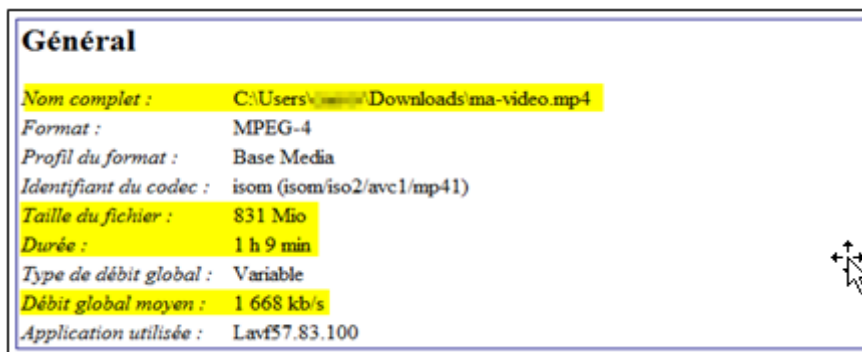 Général
Nom complet : C:\Users\ \Downloads\ma-video.mp4
Format : MPEG-4
Profil du format : Base Media
Identifiant du codec : isom (isom/iso2/avc1/mp41)
Taille du fichier : 831 Mio
Durée : 1 h 9 min
Type de débit global : Variable
Débit global moyen : 1 668 kb/s
Application utilisée : Lavf57.83.100